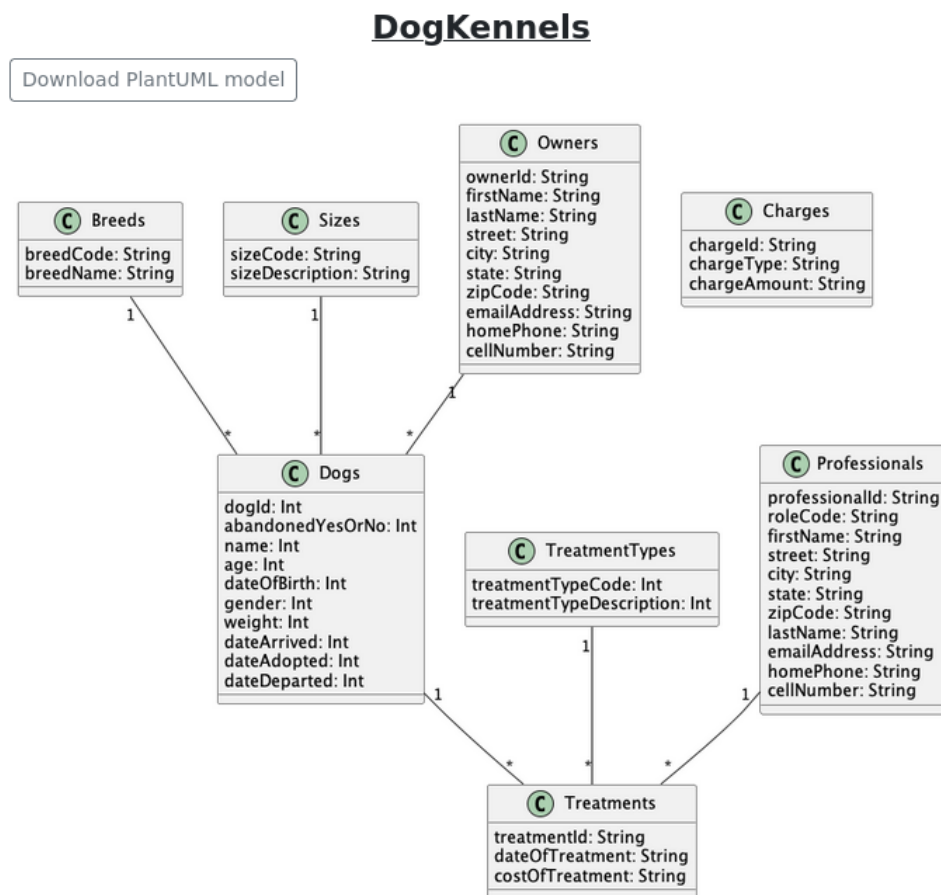 DogKennels
Download PlantUML model
C Owners
ownerId: String
firstName: String
lastName: String
street: String
city: String
state: String
zipCode: String
emailAddress: String
homePhone: String
cellNumber: String
C Breeds
breedCode: String
breedName: String
C Sizes
sizeCode: String
sizeDescription: String
C Charges
chargeId: String
chargeType: String
chargeAmount: String
1
1
1
*
*
*
C Dogs
dogId: Int
abandonedYesOrNo: Int
name: Int
age: Int
dateOfBirth: Int
gender: Int
weight: Int
dateArrived: Int
dateAdopted: Int
dateDeparted: Int
C TreatmentTypes
treatmentTypeCode: Int
treatmentTypeDescription: Int
C Professionals
professionalId: String
roleCode: String
firstName: String
street: String
city: String
state: String
zipCode: String
lastName: String
emailAddress: String
homePhone: String
cellNumber: String
1
1
1
*
*
*
C Treatments
treatmentId: String
dateOfTreatment: String
costOfTreatment: String